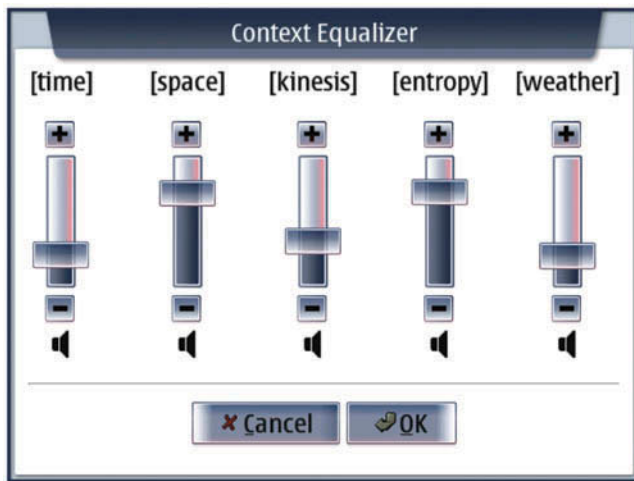 Context Equalizer
[time] [space] [kinesis] [entropy] [weather]
+ + + + +
- - - - -
Cancel OK